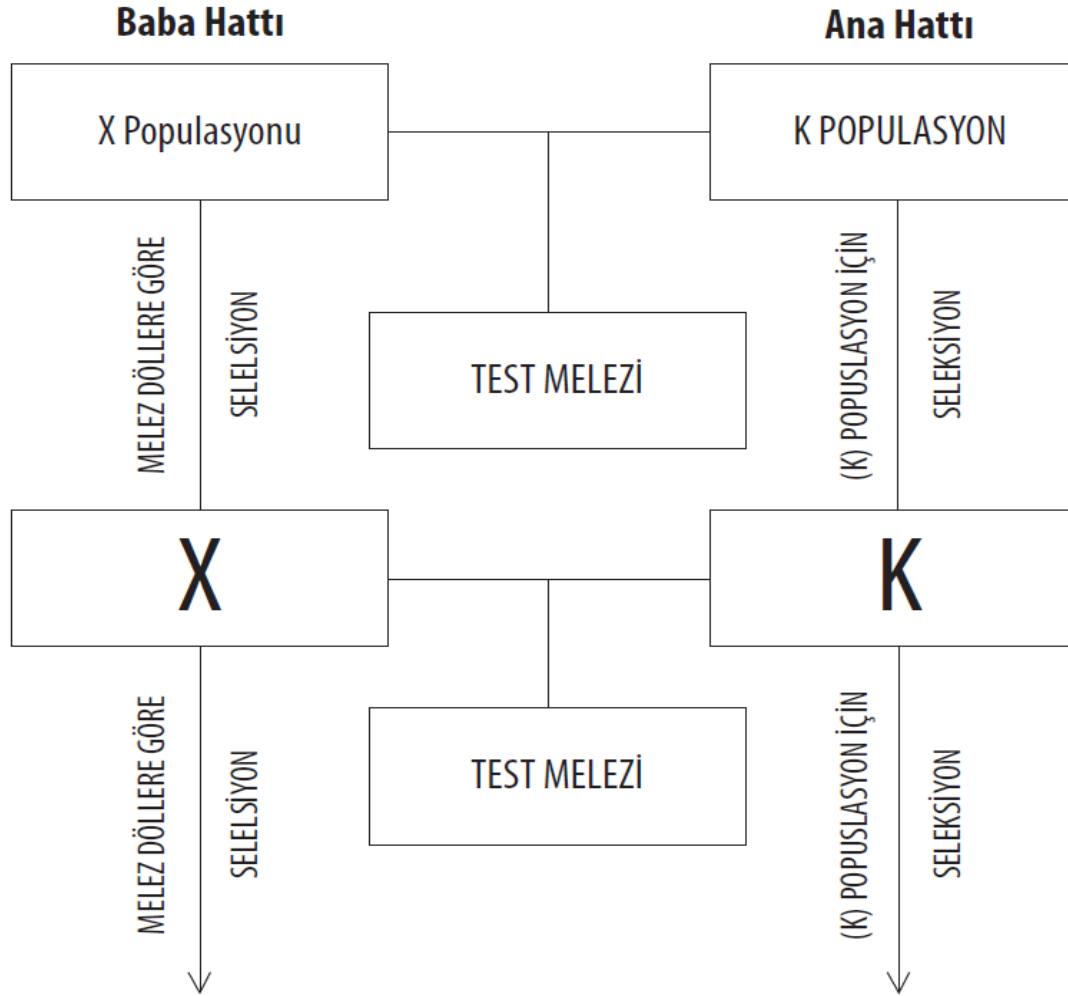 Baba Hattı
Ana Hattı
X Populasyonu
K POPULASYON
MELEZ DÖLLERE GÖRE
SELELSİYON
TEST MELEZİ
(K) POPUSLASYON İÇİN
SELEKSİYON
X
K
MELEZ DÖLLERE GÖRE
SELELSİYON
TEST MELEZİ
(K) POPUSLASYON İÇİN
SELEKSİYON